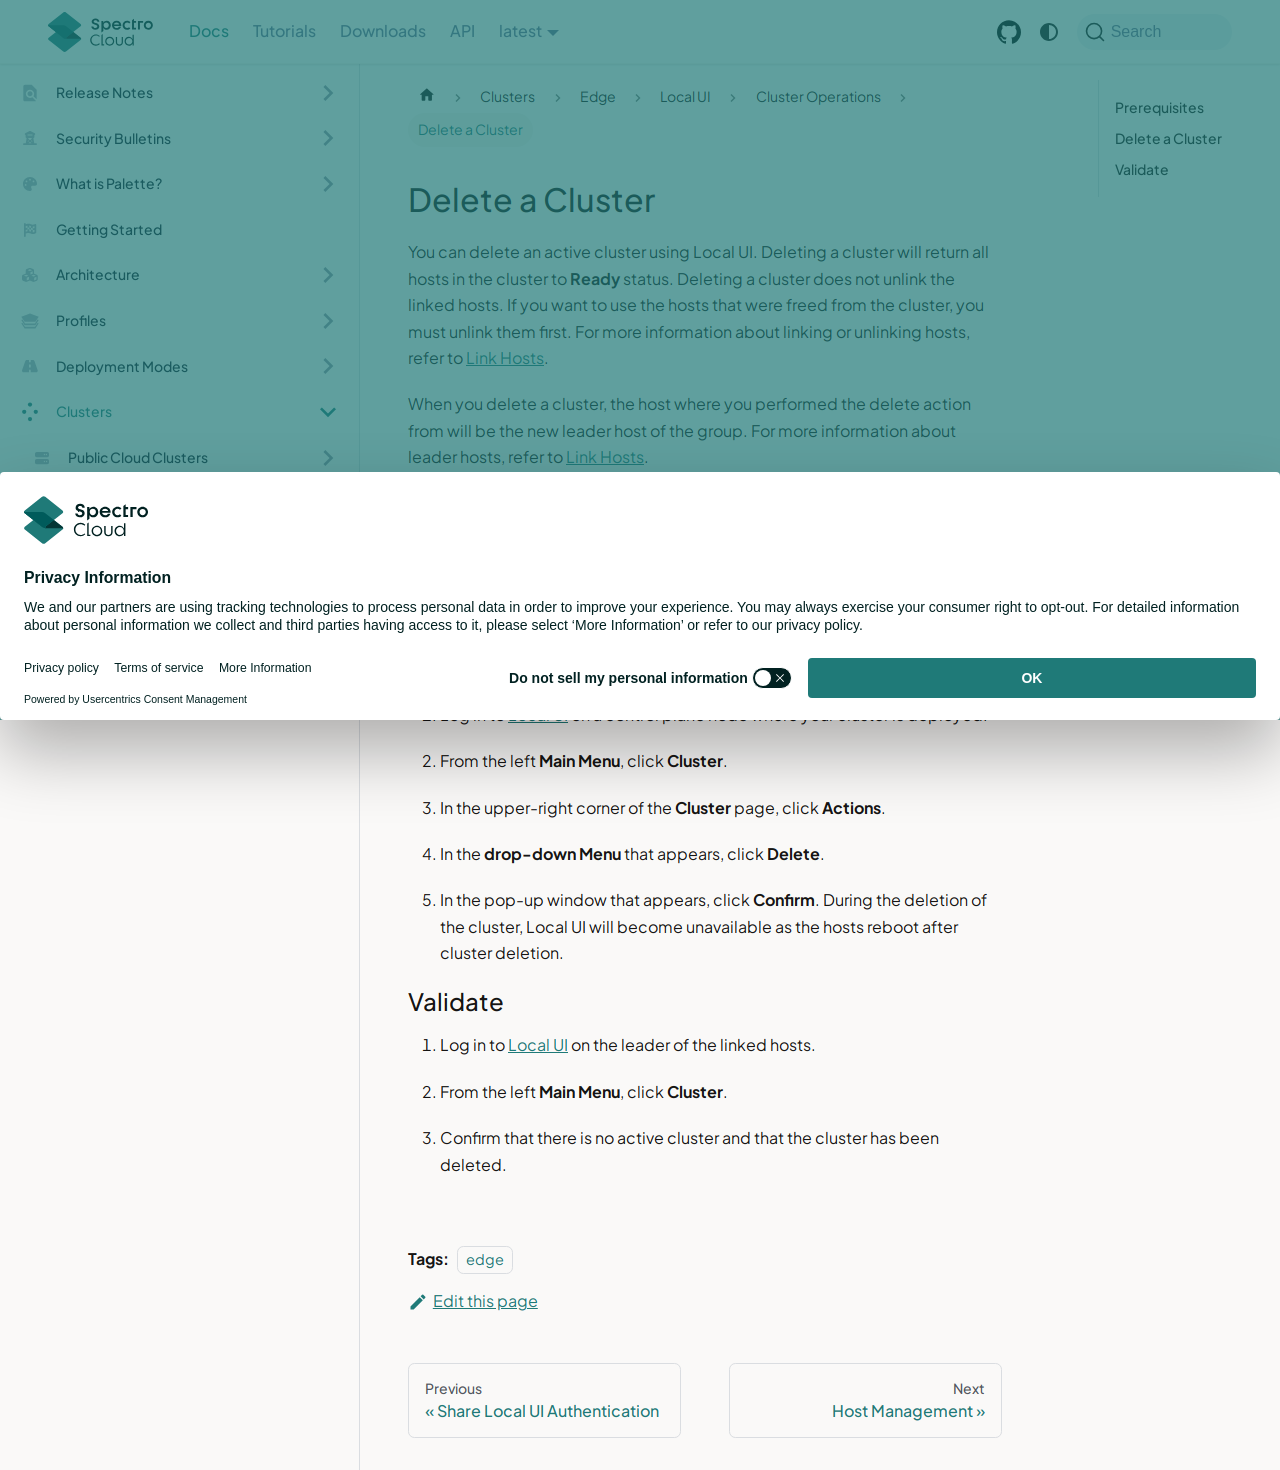 Spectro Cloud
Docs
Tutorials
Downloads
API
latest
Search
Release Notes
Security Bulletins
What is Palette?
Getting Started
Architecture
Profiles
Deployment Modes
Clusters
Public Cloud Clusters
Clusters
Edge
Local UI
Cluster Operations
Delete a Cluster
Prerequisites
Delete a Cluster
Validate
Delete a Cluster
You can delete an active cluster using Local UI. Deleting a cluster will return all
hosts in the cluster to Ready status. Deleting a cluster does not unlink the
linked hosts. If you want to use the hosts that were freed from the cluster, you
must unlink them first. For more information about linking or unlinking hosts,
refer to Link Hosts.
When you delete a cluster, the host where you performed the delete action
from will be the new leader host of the group. For more information about
leader hosts, refer to Link Hosts.
Spectro
Cloud
Privacy Information
We and our partners are using tracking technologies to process personal data in order to improve your experience. You may always exercise your consumer right to opt-out. For detailed information
about personal information we collect and third parties having access to it, please select ‘More Information’ or refer to our privacy policy.
Privacy policy
Terms of service
More Information
Powered by Usercentrics Consent Management
Do not sell my personal information
OK
2. From the left Main Menu, click Cluster.
3. In the upper-right corner of the Cluster page, click Actions.
4. In the drop-down Menu that appears, click Delete.
5. In the pop-up window that appears, click Confirm. During the deletion of
the cluster, Local UI will become unavailable as the hosts reboot after
cluster deletion.
Validate
1. Log in to Local UI on the leader of the linked hosts.
2. From the left Main Menu, click Cluster.
3. Confirm that there is no active cluster and that the cluster has been
deleted.
Tags: edge
Edit this page
Previous
« Share Local UI Authentication
Next
Host Management »